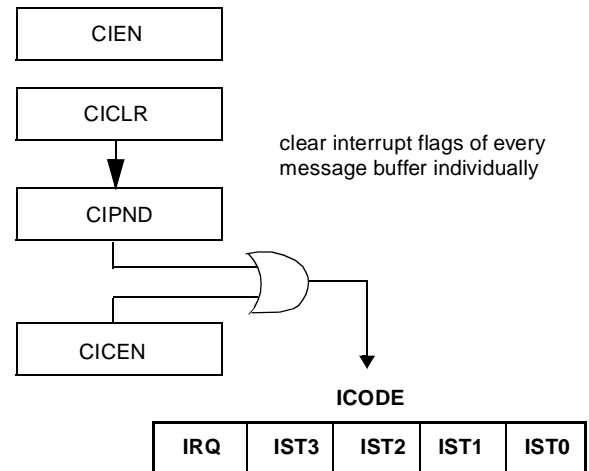 CIEN
CICLR
clear interrupt flags of every
message buffer individually
CIPND
CICEN
ICODE
IRQ IST3 IST2 IST1 IST0